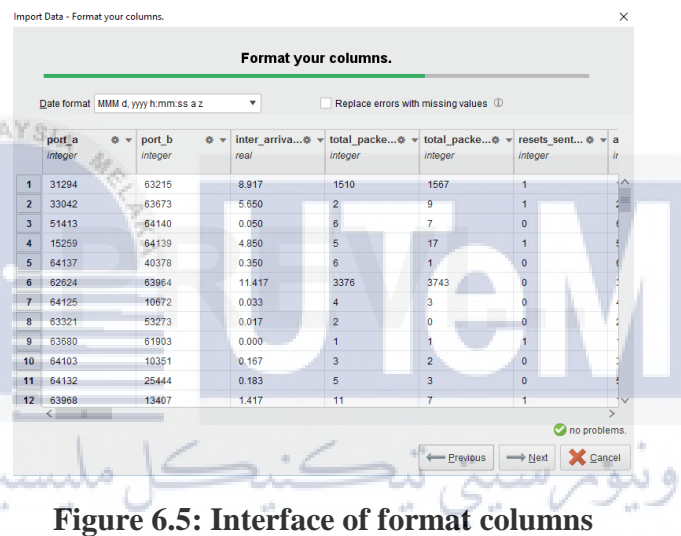 Import Data - Format your columns.
Format your columns.
Date format MMM d, yyyy h:mm:ss a z Replace errors with missing values
port_a port_b inter_arriva... total_packe... total_packe... resets_sent... a
integer integer real integer integer integer
1 31294 63215 8.917 1510 1567 1
2 33042 63673 5.650 2 9 1
3 51413 64140 0.050 6 7 0
4 15259 64139 4.850 5 17 1
5 64137 40378 0.350 6 1 0
6 62624 63964 11.417 3376 3743 0
7 64125 10672 0.033 4 3 0
8 63321 53273 0.017 2 0 0
9 63680 61903 0.000 1 1 1
10 64103 10351 0.167 3 2 0
11 64132 25444 0.183 5 3 0
12 63968 13407 1.417 11 7 1
no problems.
Previous Next Cancel
UTeM
Figure 6.5: Interface of format columns